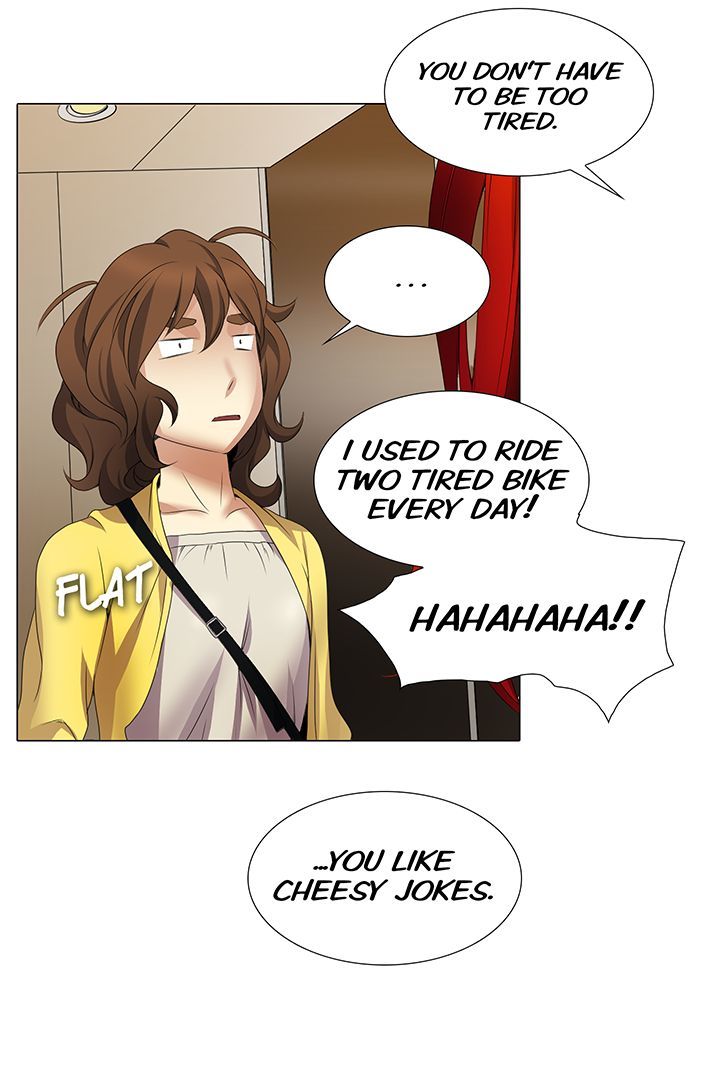 YOU DON'T HAVE
TO BE TOO
TIRED.
...
I USED TO RIDE
TWO TIRED BIKE
EVERY DAY!
FLAT
HAHAHAHA!!
...YOU LIKE
CHEESY JOKES.